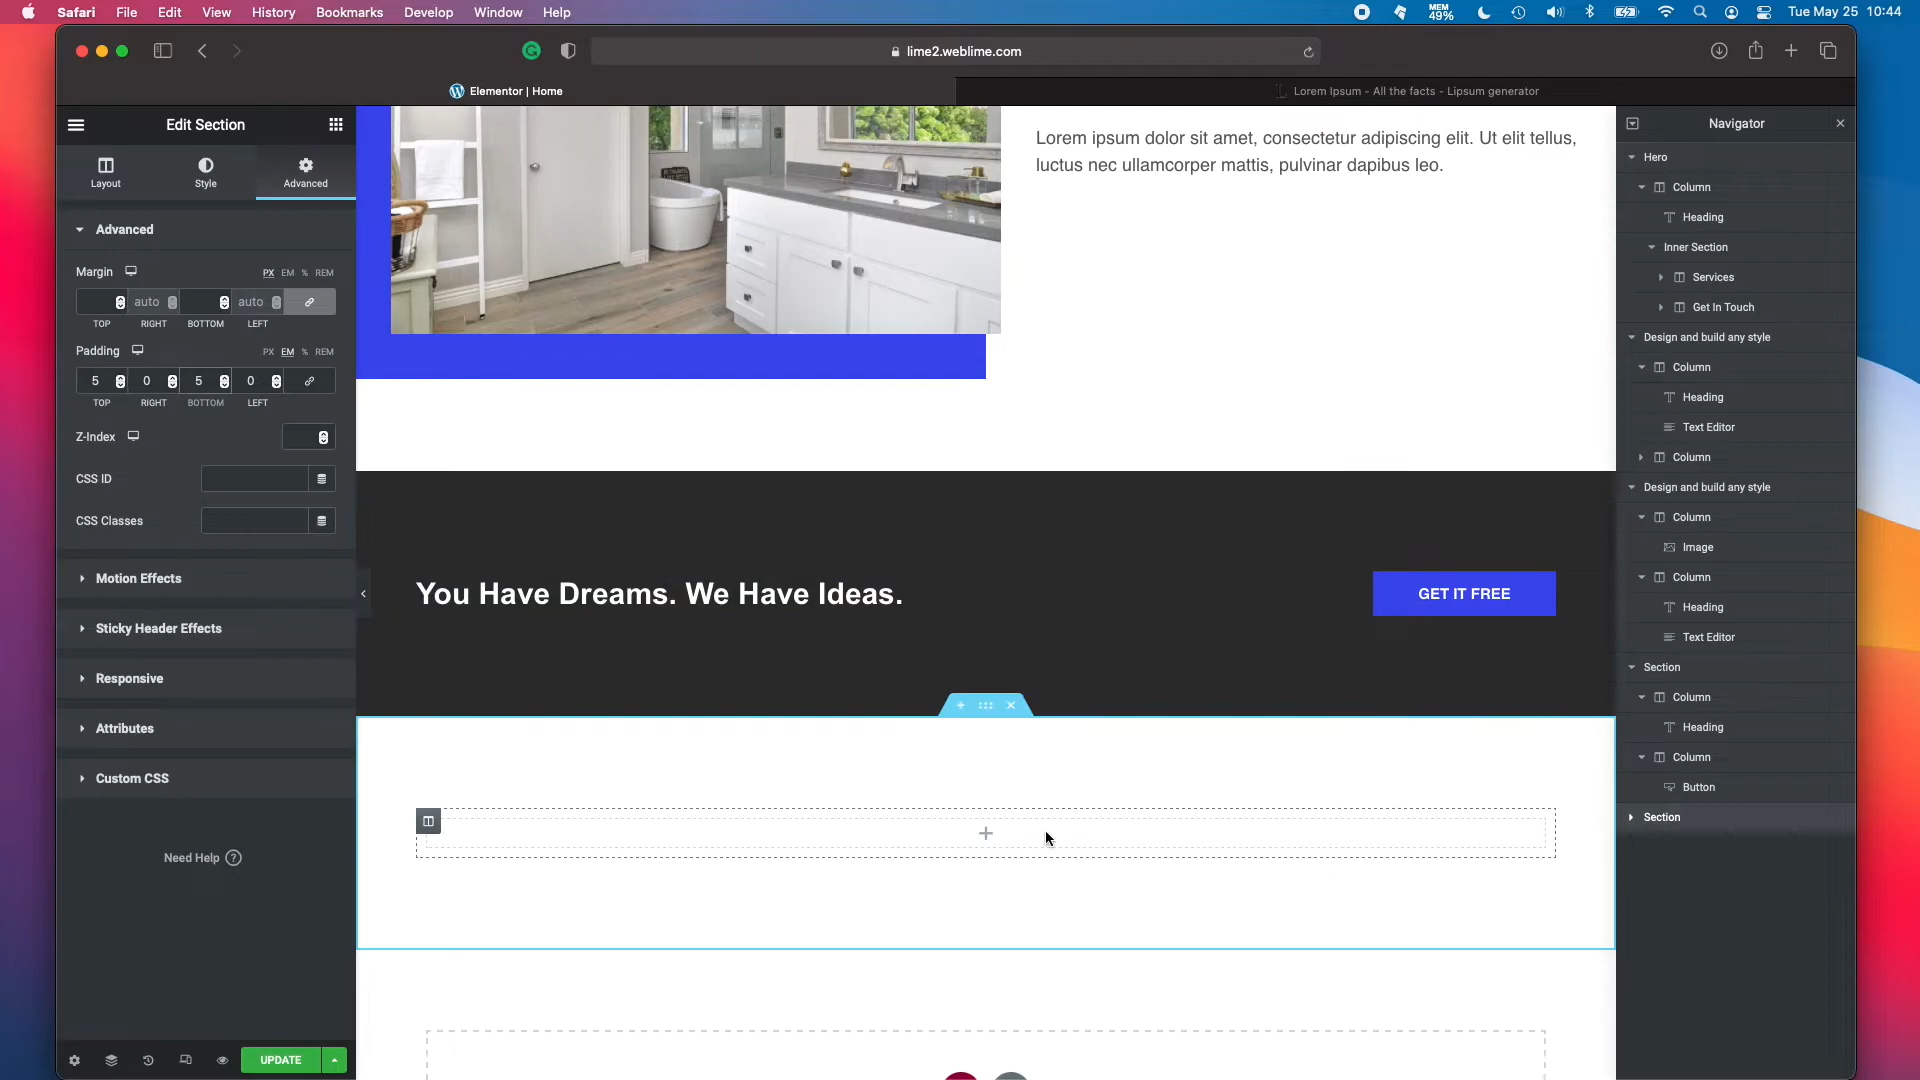 Safari File Edit View History Bookmarks Develop Window Help
MEM
49%
Tue May 25 10:44
lime2.weblime.com
Elementor | Home
Lorem Ipsum - All the facts - Lipsum generator
Edit Section
Layout
Style
Advanced
Advanced
Margin
PX EM % REM
auto
auto
TOP RIGHT BOTTOM LEFT
Padding
PX EM % REM
5 0 5 0
TOP RIGHT BOTTOM LEFT
Z-Index
CSS ID
CSS Classes
Motion Effects
Sticky Header Effects
Responsive
Attributes
Custom CSS
Need Help ?
UPDATE
Lorem ipsum dolor sit amet, consectetur adipiscing elit. Ut elit tellus,
luctus nec ullamcorper mattis, pulvinar dapibus leo.
You Have Dreams. We Have Ideas.
GET IT FREE
Navigator
Hero
Column
Heading
Inner Section
Services
Get In Touch
Design and build any style
Column
Heading
Text Editor
Column
Design and build any style
Column
Image
Column
Heading
Text Editor
Section
Column
Heading
Column
Button
Section